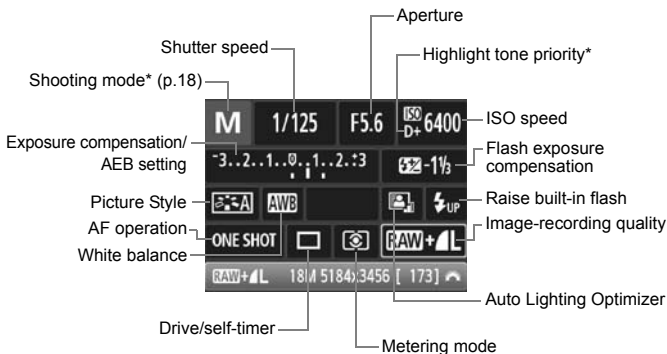 Aperture
Shutter speed
Highlight tone priority*
Shooting mode* (p.18)
M 1/125 F5.6 ISO D+ 6400
ISO speed
Exposure compensation/
AEB setting
-3..2..1..0..1..2.:3
-1⅓
Flash exposure
compensation
Picture Style
A AWB UP
Raise built-in flash
AF operation
Image-recording quality
ONE SHOT RAW+L
White balance
RAW+L 18M 5184x3456 [ 173]
Auto Lighting Optimizer
Drive/self-timer
Metering mode